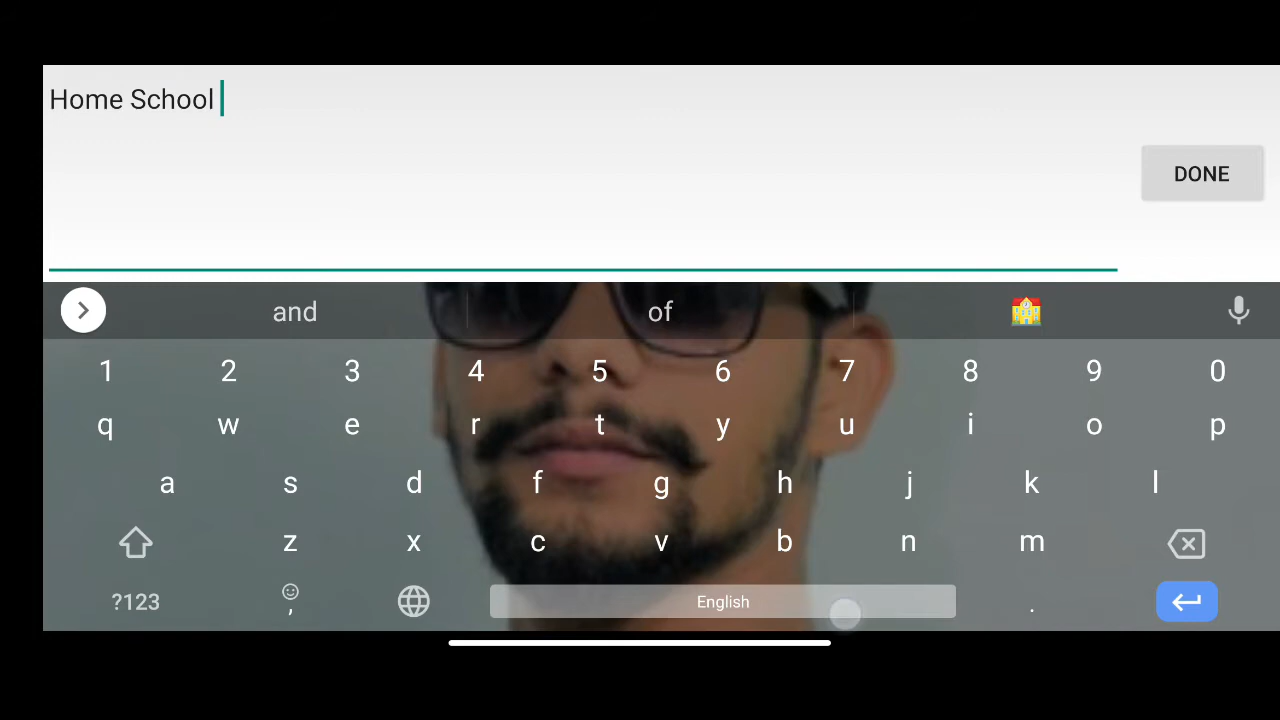 Home School
DONE
and of
1 2 3 4 5 6 7 8 9 0
q w e r t y u i o p
a s d f g h j k l
z x c v b n m
?123 , English .